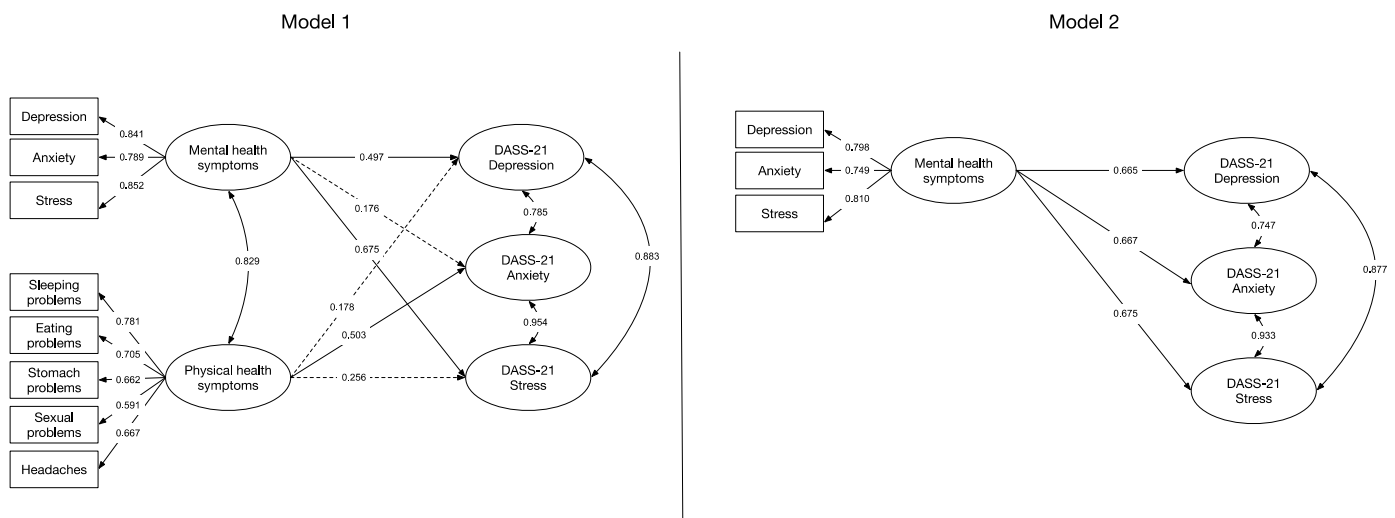 Model 1
Depression
Anxiety
Stress
0.841
0.789
0.852
Mental health
symptoms
0.829
Sleeping
problems
Eating
problems
Stomach
problems
Sexual
problems
Headaches
0.781
0.705
0.662
0.591
0.667
Physical health
symptoms
0.497
0.176
0.675
0.178
0.503
0.256
DASS-21
Depression
0.785
DASS-21
Anxiety
0.954
DASS-21
Stress
0.883
Model 2
Depression
Anxiety
Stress
0.798
0.749
0.810
Mental health
symptoms
0.665
0.667
0.675
DASS-21
Depression
0.747
DASS-21
Anxiety
0.933
DASS-21
Stress
0.877